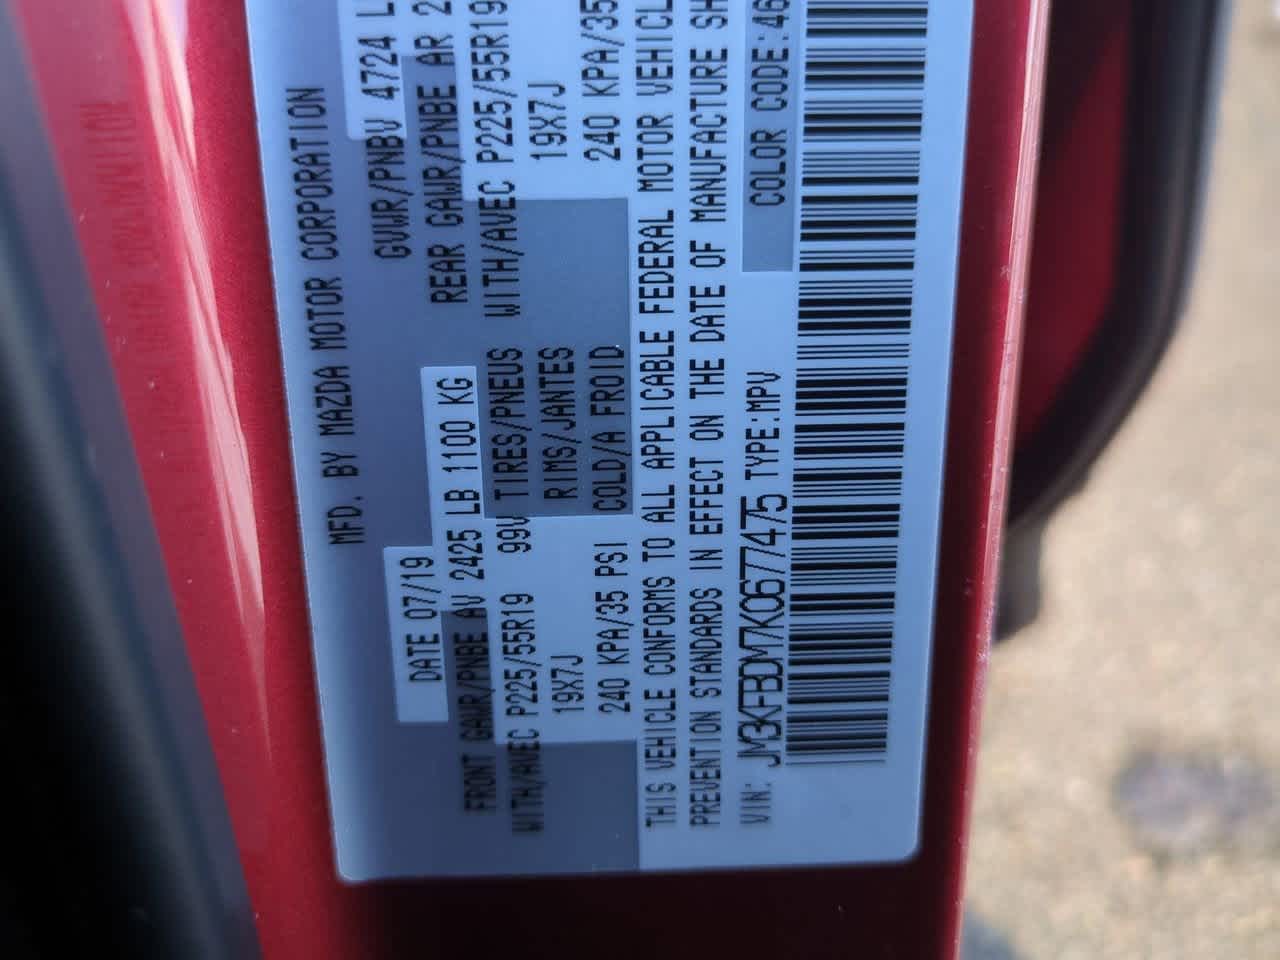 MFD. BY MAZDA MOTOR CORPORATION
DATE 07/19 GVWR/PNBV 4724 L
FRONT GAWR/PNBE AV 2425 LB 1100 KG REAR GAWR/PNBE AR 2
WITH/AVEC P225/55R19 99V TIRES/PNEUS WITH/AVEC P225/55R19
19X7J RIMS/JANTES 19X7J
240 KPA/35 PSI COLD/A FROID 240 KPA/35
THIS VEHICLE CONFORMS TO ALL APPLICABLE FEDERAL MOTOR VEHICL
PREVENTION STANDARDS IN EFFECT ON THE DATE OF MANUFACTURE SH
VIN: JM3KFBDM7K0677475 TYPE:MPV COLOR CODE:46